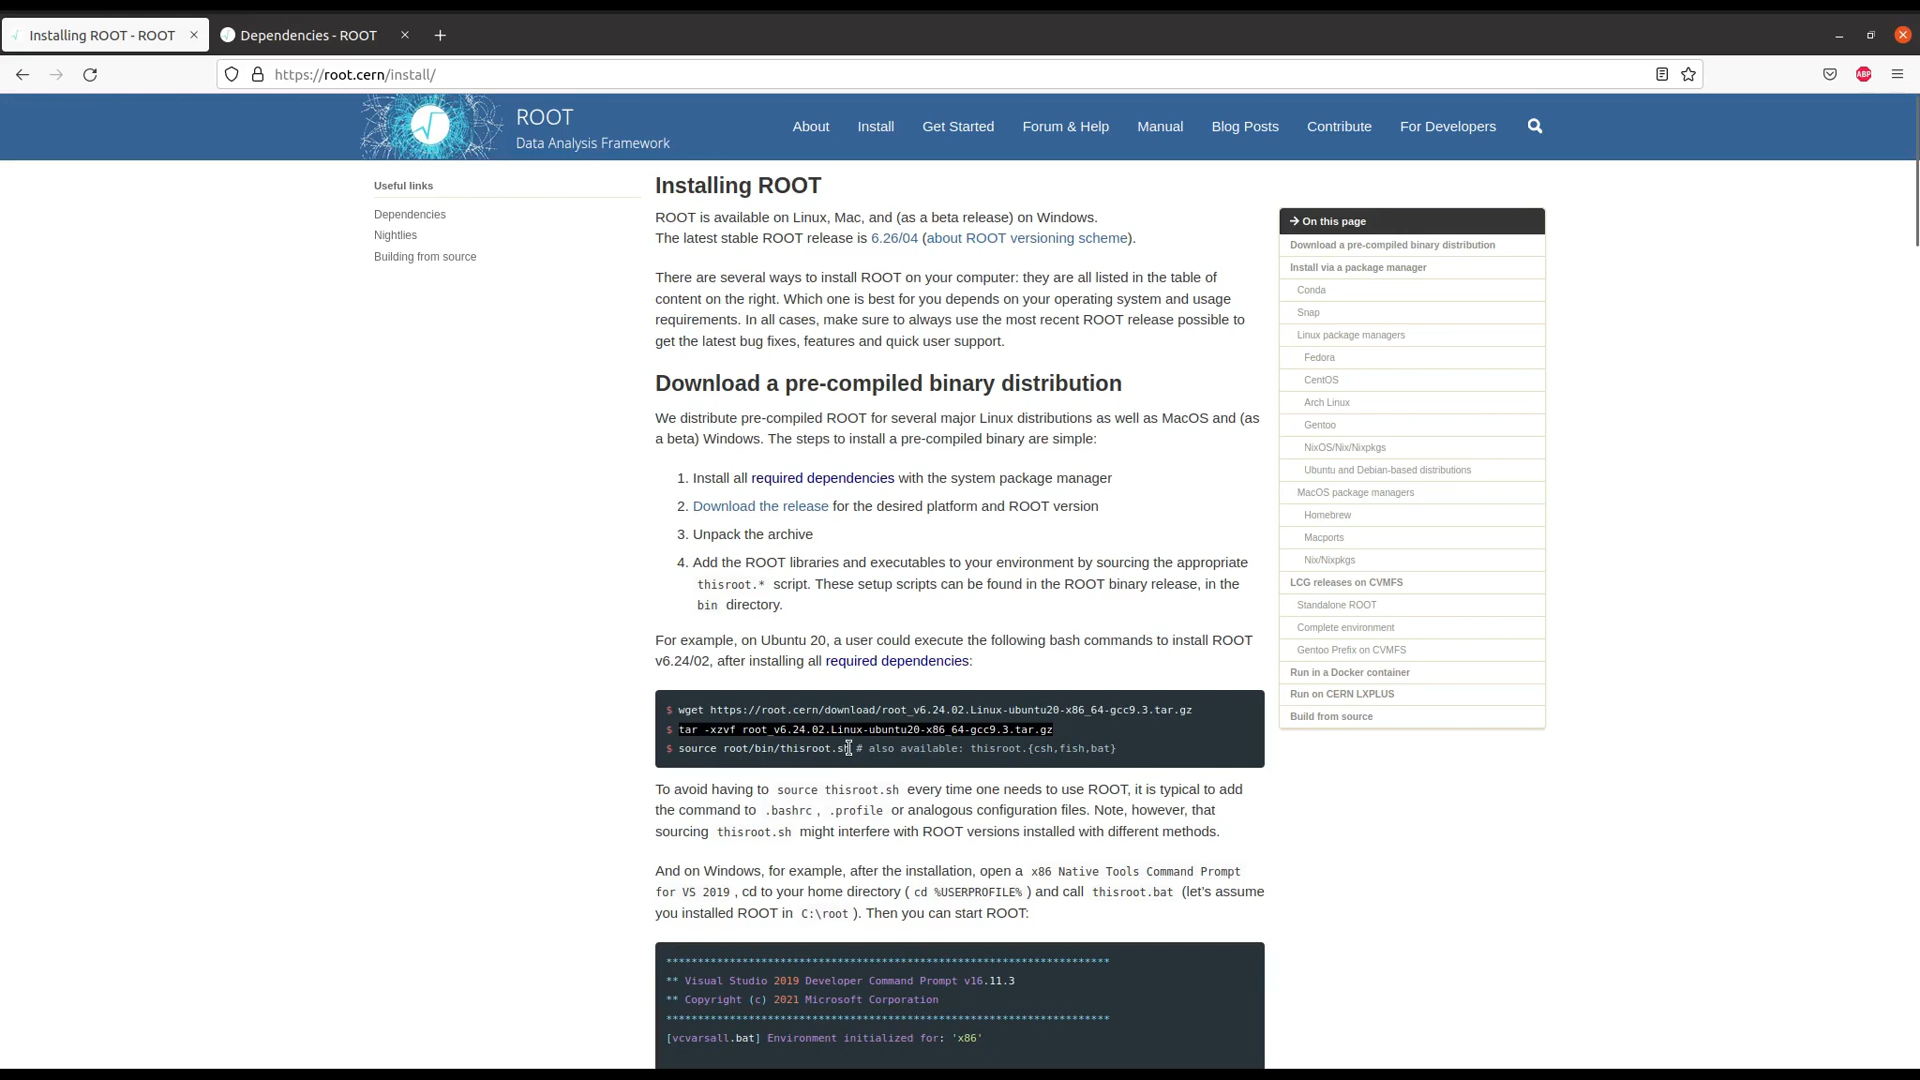 Installing ROOT - ROOT
Dependencies - ROOT
https://root.cern/install/
ABP
ROOT
Data Analysis Framework
About
Install
Get Started
Forum & Help
Manual
Blog Posts
Contribute
For Developers
Useful links
Dependencies
Nightlies
Building from source
Installing ROOT
ROOT is available on Linux, Mac, and (as a beta release) on Windows.
The latest stable ROOT release is 6.26/04 (about ROOT versioning scheme).
There are several ways to install ROOT on your computer: they are all listed in the table of
content on the right. Which one is best for you depends on your operating system and usage
requirements. In all cases, make sure to always use the most recent ROOT release possible to
get the latest bug fixes, features and quick user support.
Download a pre-compiled binary distribution
We distribute pre-compiled ROOT for several major Linux distributions as well as MacOS and (as
a beta) Windows. The steps to install a pre-compiled binary are simple:
1. Install all required dependencies with the system package manager
2. Download the release for the desired platform and ROOT version
3. Unpack the archive
4. Add the ROOT libraries and executables to your environment by sourcing the appropriate
thisroot.* script. These setup scripts can be found in the ROOT binary release, in the
bin directory.
For example, on Ubuntu 20, a user could execute the following bash commands to install ROOT
v6.24/02, after installing all required dependencies:
$ wget https://root.cern/download/root_v6.24.02.Linux-ubuntu20-x86_64-gcc9.3.tar.gz
$ tar -xzvf root_v6.24.02.Linux-ubuntu20-x86_64-gcc9.3.tar.gz
$ source root/bin/thisroot.sh # also available: thisroot.{csh,fish,bat}
To avoid having to source thisroot.sh every time one needs to use ROOT, it is typical to add
the command to .bashrc, .profile or analogous configuration files. Note, however, that
sourcing thisroot.sh might interfere with ROOT versions installed with different methods.
And on Windows, for example, after the installation, open a x86 Native Tools Command Prompt
for VS 2019, cd to your home directory (cd %USERPROFILE%) and call thisroot.bat (let's assume
you installed ROOT in C:\root). Then you can start ROOT:
**********************************************************************
** Visual Studio 2019 Developer Command Prompt v16.11.3
** Copyright (c) 2021 Microsoft Corporation
**********************************************************************
[vcvarsall.bat] Environment initialized for: 'x86'
On this page
Download a pre-compiled binary distribution
Install via a package manager
Conda
Snap
Linux package managers
Fedora
CentOS
Arch Linux
Gentoo
NixOS/Nix/Nixpkgs
Ubuntu and Debian-based distributions
MacOS package managers
Homebrew
Macports
Nix/Nixpkgs
LCG releases on CVMFS
Standalone ROOT
Complete environment
Gentoo Prefix on CVMFS
Run in a Docker container
Run on CERN LXPLUS
Build from source